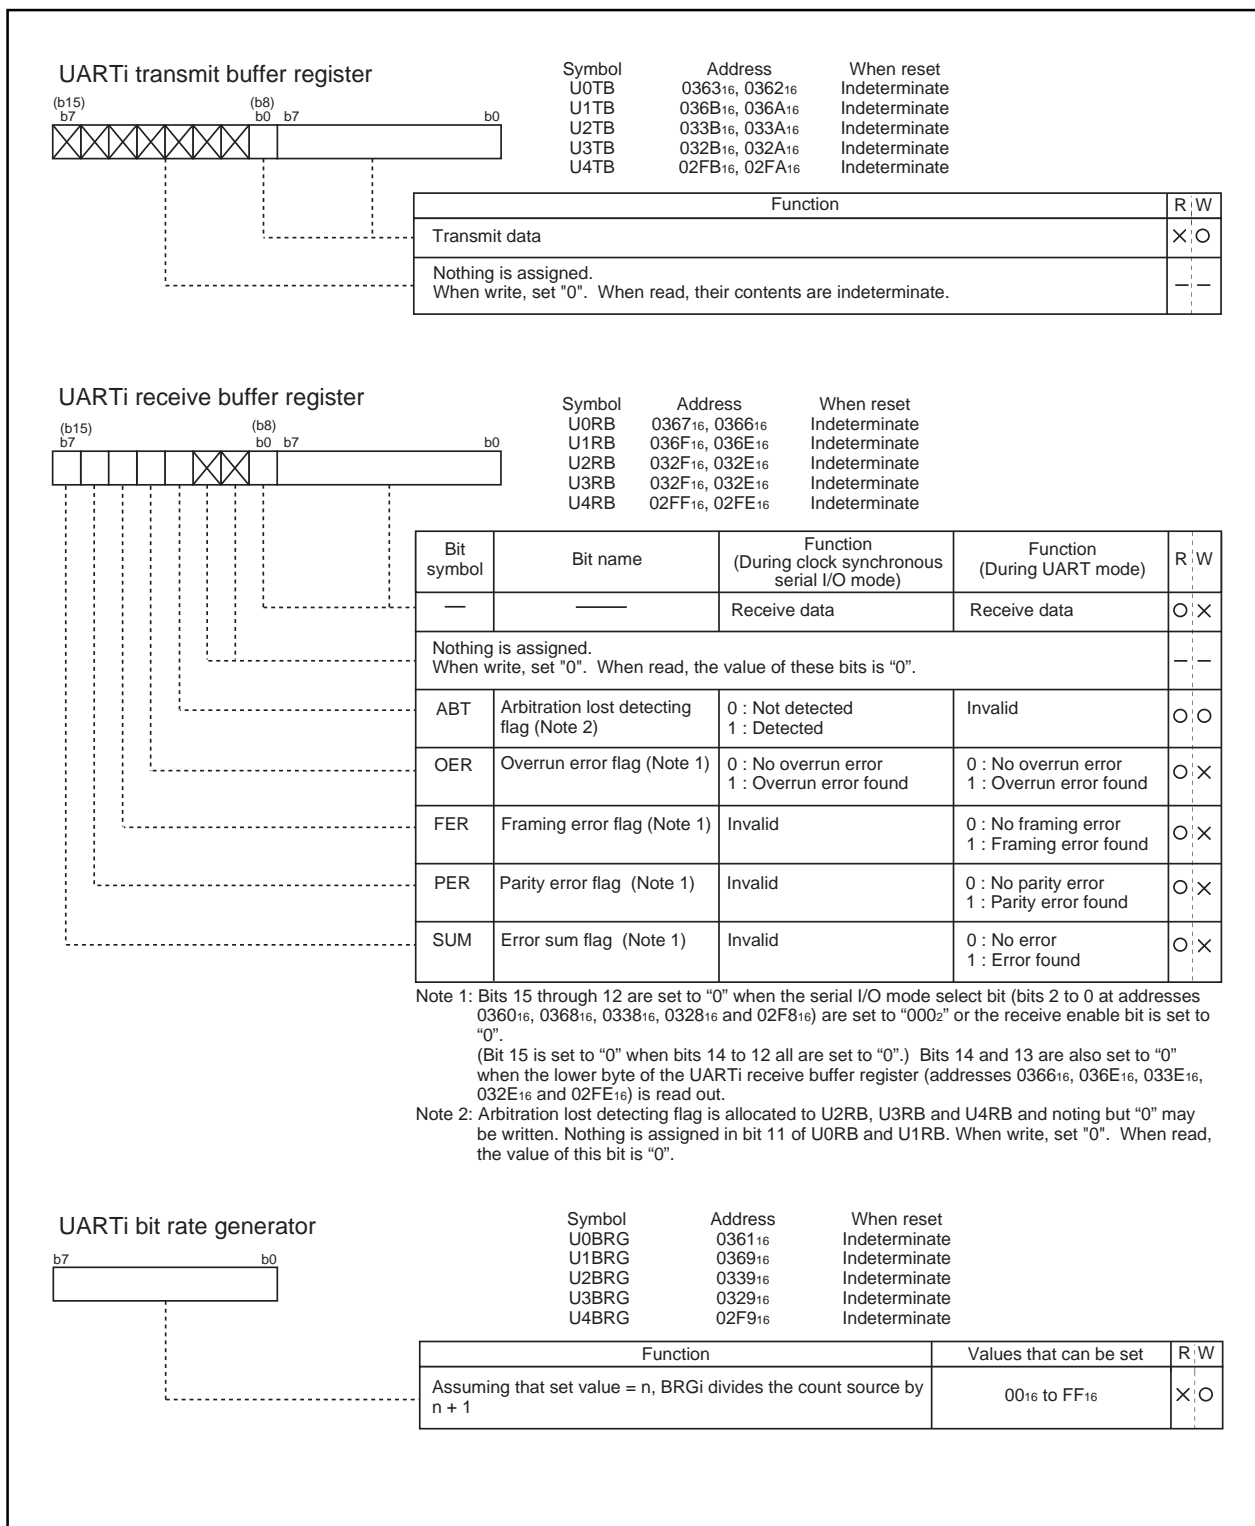 UARTi transmit buffer register
Symbol Address When reset
U0TB 0363₁₆, 0362₁₆ Indeterminate
U1TB 036B₁₆, 036A₁₆ Indeterminate
U2TB 033B₁₆, 033A₁₆ Indeterminate
U3TB 032B₁₆, 032A₁₆ Indeterminate
U4TB 02FB₁₆, 02FA₁₆ Indeterminate
(b15) (b8)
b7 b0 b7 b0
Function R W
Transmit data X O
Nothing is assigned.
When write, set "0". When read, their contents are indeterminate. – –
UARTi receive buffer register
Symbol Address When reset
U0RB 0367₁₆, 0366₁₆ Indeterminate
U1RB 036F₁₆, 036E₁₆ Indeterminate
U2RB 032F₁₆, 032E₁₆ Indeterminate
U3RB 032F₁₆, 032E₁₆ Indeterminate
U4RB 02FF₁₆, 02FE₁₆ Indeterminate
(b15) (b8)
b7 b0 b7 b0
Bit symbol Bit name Function (During clock synchronous serial I/O mode) Function (During UART mode) R W
— — Receive data Receive data O X
Nothing is assigned.
When write, set "0". When read, the value of these bits is “0”. – –
ABT Arbitration lost detecting flag (Note 2) 0 : Not detected 1 : Detected Invalid O O
OER Overrun error flag (Note 1) 0 : No overrun error 1 : Overrun error found 0 : No overrun error 1 : Overrun error found O X
FER Framing error flag (Note 1) Invalid 0 : No framing error 1 : Framing error found O X
PER Parity error flag (Note 1) Invalid 0 : No parity error 1 : Parity error found O X
SUM Error sum flag (Note 1) Invalid 0 : No error 1 : Error found O X
Note 1: Bits 15 through 12 are set to “0” when the serial I/O mode select bit (bits 2 to 0 at addresses
0360₁₆, 0368₁₆, 0338₁₆, 0328₁₆ and 02F8₁₆) are set to “000₂” or the receive enable bit is set to
“0”.
(Bit 15 is set to “0” when bits 14 to 12 all are set to “0”.) Bits 14 and 13 are also set to “0”
when the lower byte of the UARTi receive buffer register (addresses 0366₁₆, 036E₁₆, 033E₁₆,
032E₁₆ and 02FE₁₆) is read out.
Note 2: Arbitration lost detecting flag is allocated to U2RB, U3RB and U4RB and noting but “0” may
be written. Nothing is assigned in bit 11 of U0RB and U1RB. When write, set "0". When read,
the value of this bit is “0”.
UARTi bit rate generator
Symbol Address When reset
U0BRG 0361₁₆ Indeterminate
U1BRG 0369₁₆ Indeterminate
U2BRG 0339₁₆ Indeterminate
U3BRG 0329₁₆ Indeterminate
U4BRG 02F9₁₆ Indeterminate
b7 b0
Function Values that can be set R W
Assuming that set value = n, BRGi divides the count source by
n + 1 00₁₆ to FF₁₆ X O